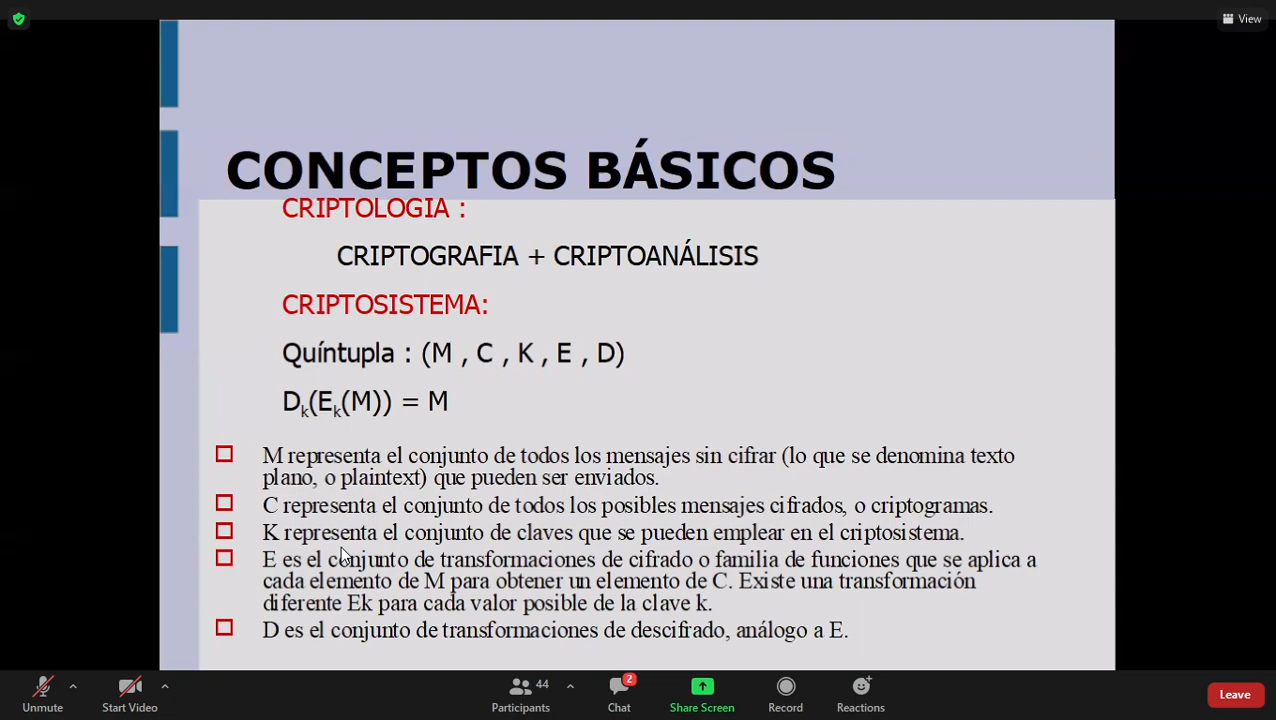 View
CONCEPTOS BÁSICOS
CRIPTOLOGIA :
CRIPTOGRAFIA + CRIPTOANÁLISIS
CRIPTOSISTEMA:
Quíntupla : (M , C , K , E , D)
Dk(Ek(M)) = M
M representa el conjunto de todos los mensajes sin cifrar (lo que se denomina texto
plano, o plaintext) que pueden ser enviados.
C representa el conjunto de todos los posibles mensajes cifrados, o criptogramas.
K representa el conjunto de claves que se pueden emplear en el criptosistema.
E es el conjunto de transformaciones de cifrado o familia de funciones que se aplica a
cada elemento de M para obtener un elemento de C. Existe una transformación
diferente Ek para cada valor posible de la clave k.
D es el conjunto de transformaciones de descifrado, análogo a E.
44
2
Unmute
Start Video
Participants
Chat
Share Screen
Record
Reactions
Leave